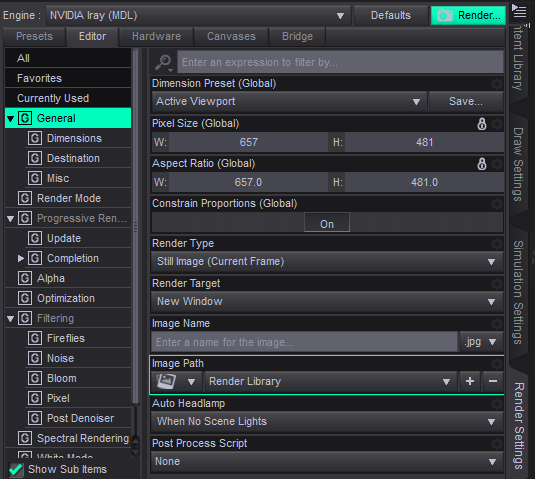 Engine : NVIDIA Iray (MDL) Defaults Render...
Presets Editor Hardware Canvases Bridge
All
Favorites
Currently Used
G General
G Dimensions
G Destination
G Misc
G Render Mode
G Progressive Ren...
G Update
G Completion
G Alpha
G Optimization
G Filtering
G Fireflies
G Noise
G Bloom
G Pixel
G Post Denoiser
G Spectral Rendering
Show Sub Items
Enter an expression to filter by...
Dimension Preset (Global)
Active Viewport Save...
Pixel Size (Global)
W: 657 H: 481
Aspect Ratio (Global)
W: 657.0 H: 481.0
Constrain Proportions (Global)
On
Render Type
Still Image (Current Frame)
Render Target
New Window
Image Name
Enter a name for the image... .jpg
Image Path
Render Library + −
Auto Headlamp
When No Scene Lights
Post Process Script
None
Library
Draw Settings
Simulation Settings
Render Settings